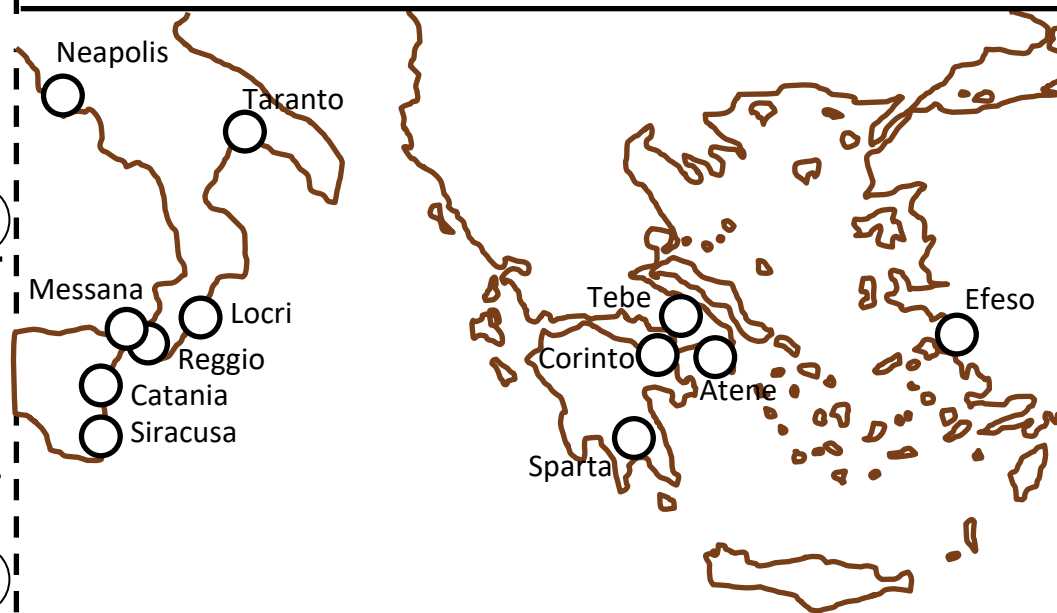 Neapolis
Taranto
Messana
Locri
Reggio
Catania
Siracusa
Tebe
Efeso
Corinto
Atene
Sparta